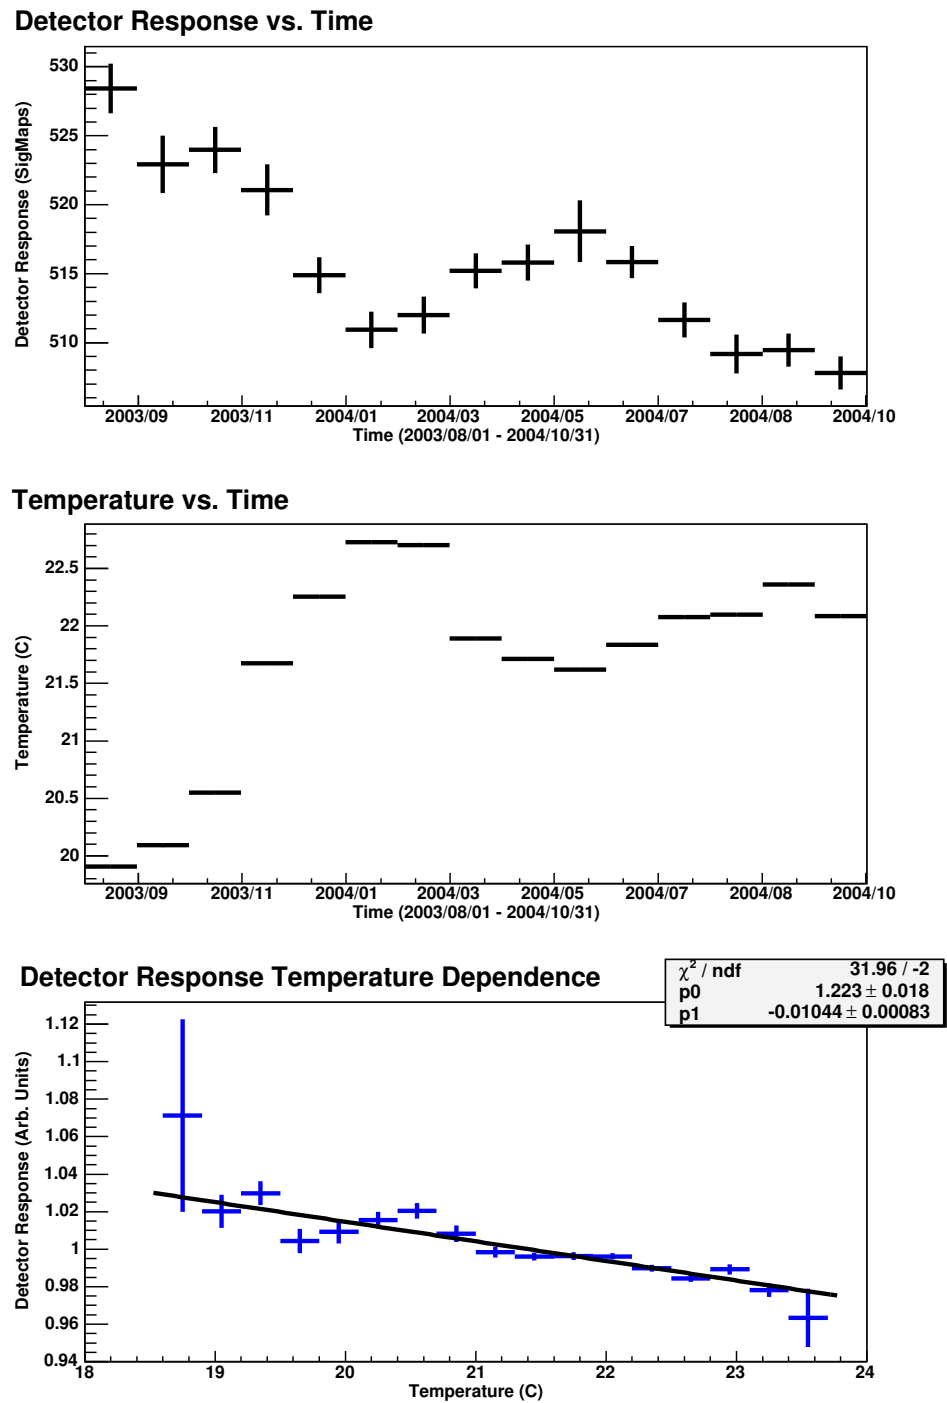 Detector Response vs. Time
Detector Response (SigMaps)
530
525
520
515
510
2003/09 2003/11 2004/01 2004/03 2004/05 2004/07 2004/08 2004/10
Time (2003/08/01 - 2004/10/31)
Temperature vs. Time
Temperature (C)
22.5
22
21.5
21
20.5
20
2003/09 2003/11 2004/01 2004/03 2004/05 2004/07 2004/08 2004/10
Time (2003/08/01 - 2004/10/31)
Detector Response Temperature Dependence
χ² / ndf 31.96 / -2
p0 1.223 ± 0.018
p1 -0.01044 ± 0.00083
Detector Response (Arb. Units)
1.12
1.1
1.08
1.06
1.04
1.02
1
0.98
0.96
0.94
18 19 20 21 22 23 24
Temperature (C)